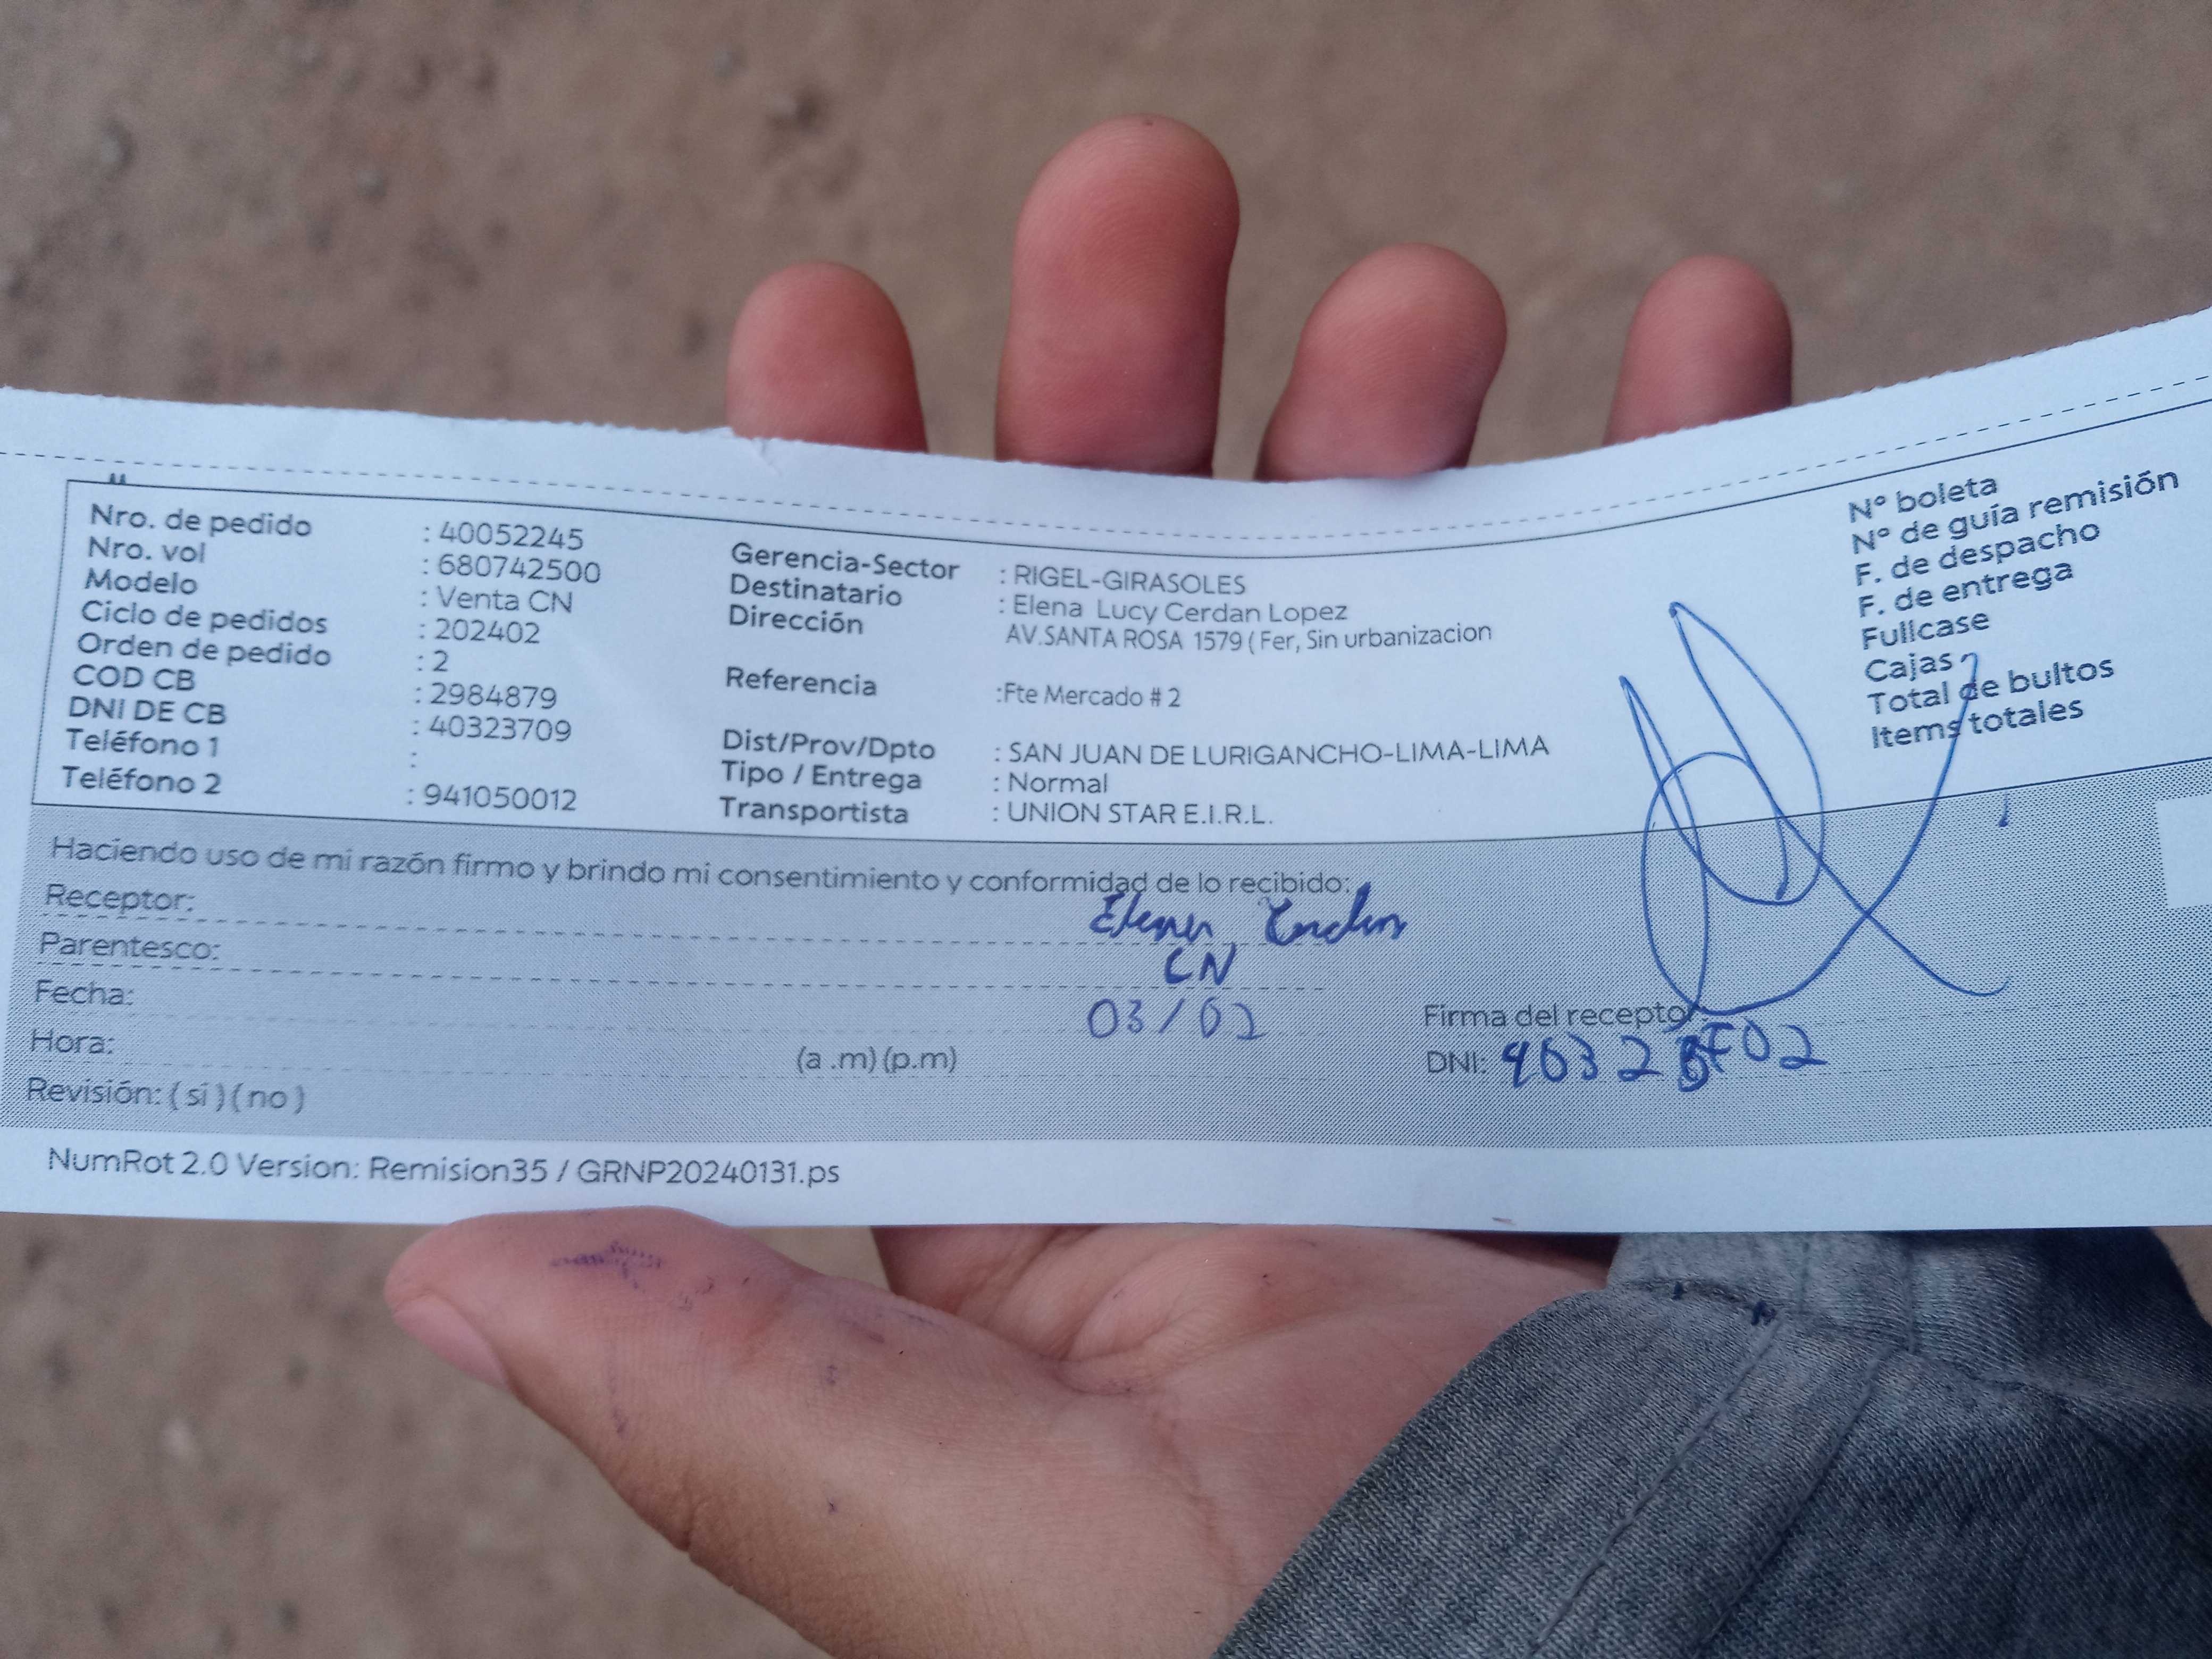 Nro. de pedido : 40052245
Nro. vol : 680742500
Modelo : Venta CN
Ciclo de pedidos : 202402
Orden de pedido : 2
COD CB : 2984879
DNI DE CB : 40323709
Teléfono 1 :
Teléfono 2 : 941050012
Gerencia-Sector : RIGEL-GIRASOLES
Destinatario : Elena Lucy Cerdan Lopez
Dirección AV.SANTA ROSA 1579 ( Fer, Sin urbanizacion
Referencia :Fte Mercado # 2
Dist/Prov/Dpto : SAN JUAN DE LURIGANCHO-LIMA-LIMA
Tipo / Entrega : Normal
Transportista : UNION STAR E.I.R.L.
N° boleta
N° de guía remisión
F. de despacho
F. de entrega
Fullcase
Cajas
Total de bultos
Items totales
Haciendo uso de mi razón firmo y brindo mi consentimiento y conformidad de lo recibido:
Receptor: Elena Cerdan
Parentesco: CN
Fecha: 03/02
Hora: (a .m) (p.m)
Revisión: ( sí ) ( no )
Firma del receptor
DNI:
NumRot 2.0 Version: Remision35 / GRNP20240131.ps